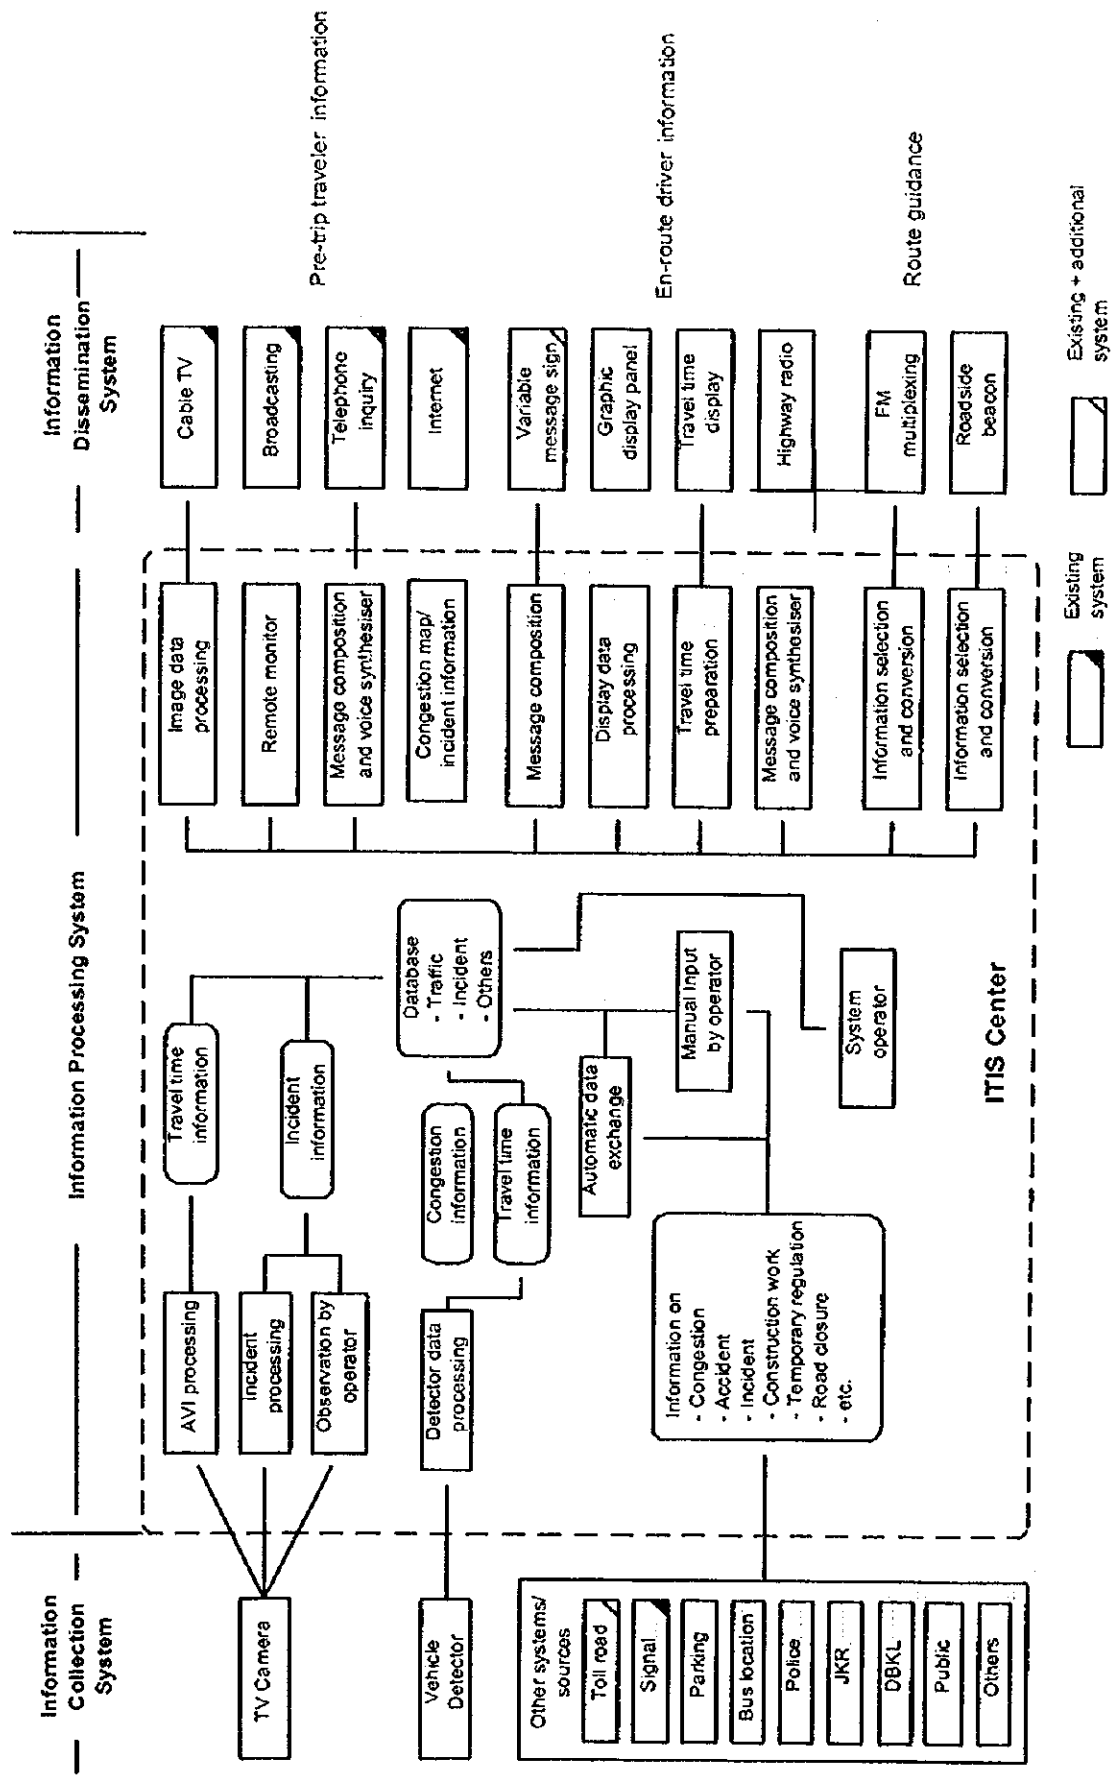 Information
Collection
System
Information Processing System
Information
Dissemination
System
TV Camera
Vehicle
Detector
Other systems/
sources
Toll road
Signal
Parking
Bus location
Police
JKR
DBKL
Public
Others
AVI processing
Incident
processing
Observation by
operator
Detector data
processing
Information on
- Congestion
- Accident
- Incident
- Construction work
- Temporary regulation
- Road closure
- etc.
Travel time
information
Incident
information
Congestion
information
Travel time
information
Automatic data
exchange
Database
- Traffic
- Incident
- Others
Manual Input
by operator
System
operator
ITIS Center
Image data
processing
Remote monitor
Message composition
and voice synthesiser
Congestion map/
incident information
Message composition
Display data
processing
Travel time
preparation
Message composition
and voice synthesiser
Information selection
and conversion
Information selection
and conversion
Cable TV
Broadcasting
Telephone
inquiry
Internet
Variable
message sign
Graphic
display panel
Travel time
display
Highway radio
FM
multiplexing
Roadside
beacon
Pre-trip traveler information
En-route driver information
Route guidance
Existing
system
Existing + additional
system